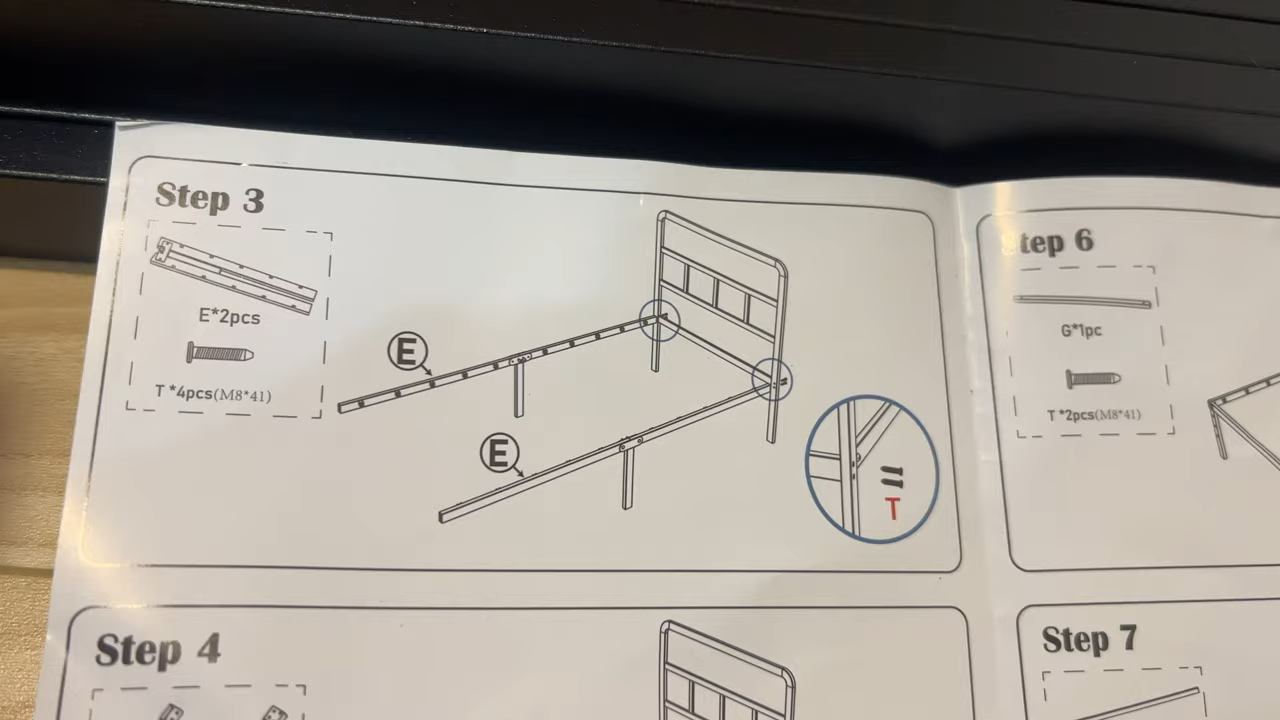 Step 3
E*2pcs
T *4pcs(M8*41)
E
E
T
Step 4
tep 6
G*1pc
T *2pcs(M8*41)
Step 7